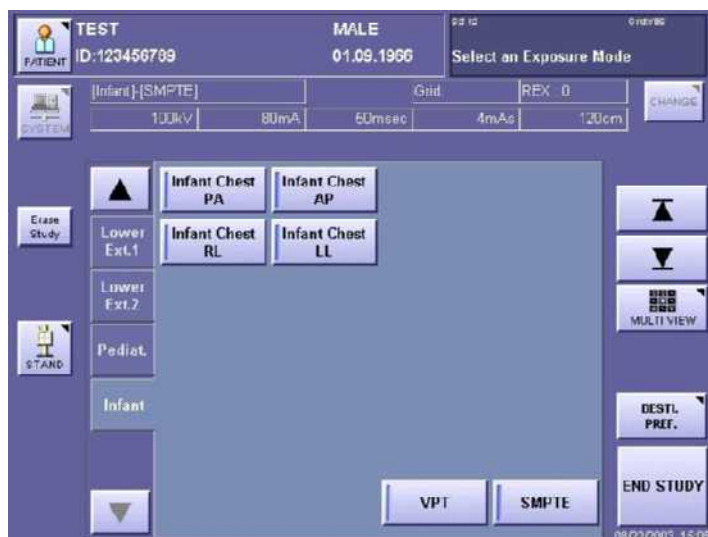 PATIENT
TEST
ID:123456789
MALE
01.09.1966
Select an Exposure Mode
SYSTEM
[Infant]-[SMPTE]
Grid:
REX : 0
100kV
80mA
60msec
4mAs
120cm
CHANGE
Erase
Study
STAND
Lower
Ext.1
Lower
Ext.2
Pediat.
Infant
Infant Chest
PA
Infant Chest
AP
Infant Chest
RL
Infant Chest
LL
VPT
SMPTE
MULTI VIEW
DESTI.
PREF.
END STUDY